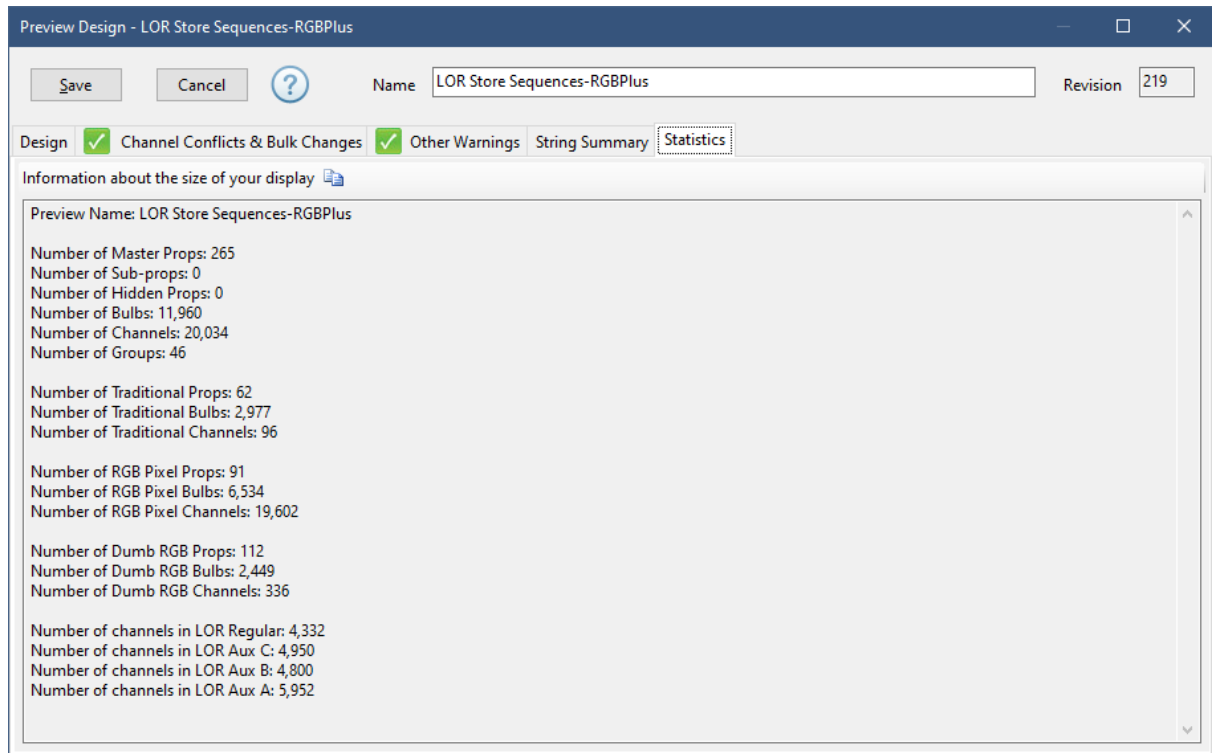 Preview Design - LOR Store Sequences-RGBPlus
Save Cancel ? Name LOR Store Sequences-RGBPlus Revision 219
Design Channel Conflicts & Bulk Changes Other Warnings String Summary Statistics
Information about the size of your display
Preview Name: LOR Store Sequences-RGBPlus
Number of Master Props: 265
Number of Sub-props: 0
Number of Hidden Props: 0
Number of Bulbs: 11,960
Number of Channels: 20,034
Number of Groups: 46
Number of Traditional Props: 62
Number of Traditional Bulbs: 2,977
Number of Traditional Channels: 96
Number of RGB Pixel Props: 91
Number of RGB Pixel Bulbs: 6,534
Number of RGB Pixel Channels: 19,602
Number of Dumb RGB Props: 112
Number of Dumb RGB Bulbs: 2,449
Number of Dumb RGB Channels: 336
Number of channels in LOR Regular: 4,332
Number of channels in LOR Aux C: 4,950
Number of channels in LOR Aux B: 4,800
Number of channels in LOR Aux A: 5,952